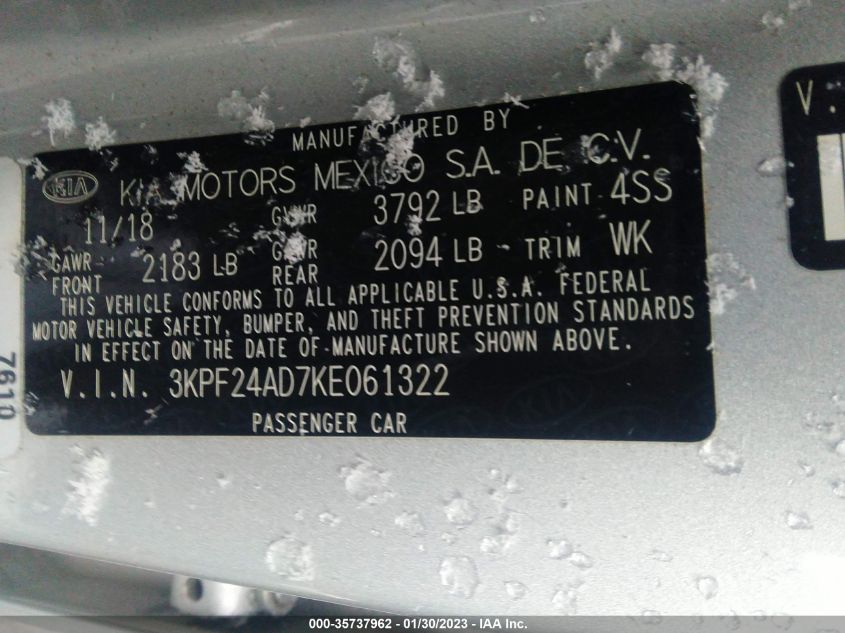 MANUFACTURED BY
KIA KIA MOTORS MEXICO S.A. DE C.V.
11/18 GVWR 3792 LB PAINT 4SS
GAWR FRONT 2183 LB GAWR REAR 2094 LB TRIM WK
THIS VEHICLE CONFORMS TO ALL APPLICABLE U.S.A. FEDERAL
MOTOR VEHICLE SAFETY, BUMPER, AND THEFT PREVENTION STANDARDS
IN EFFECT ON THE DATE OF MANUFACTURE SHOWN ABOVE.
V.I.N. 3KPF24AD7KE061322
PASSENGER CAR
V.
000-35737962 - 01/30/2023 - IAA Inc.